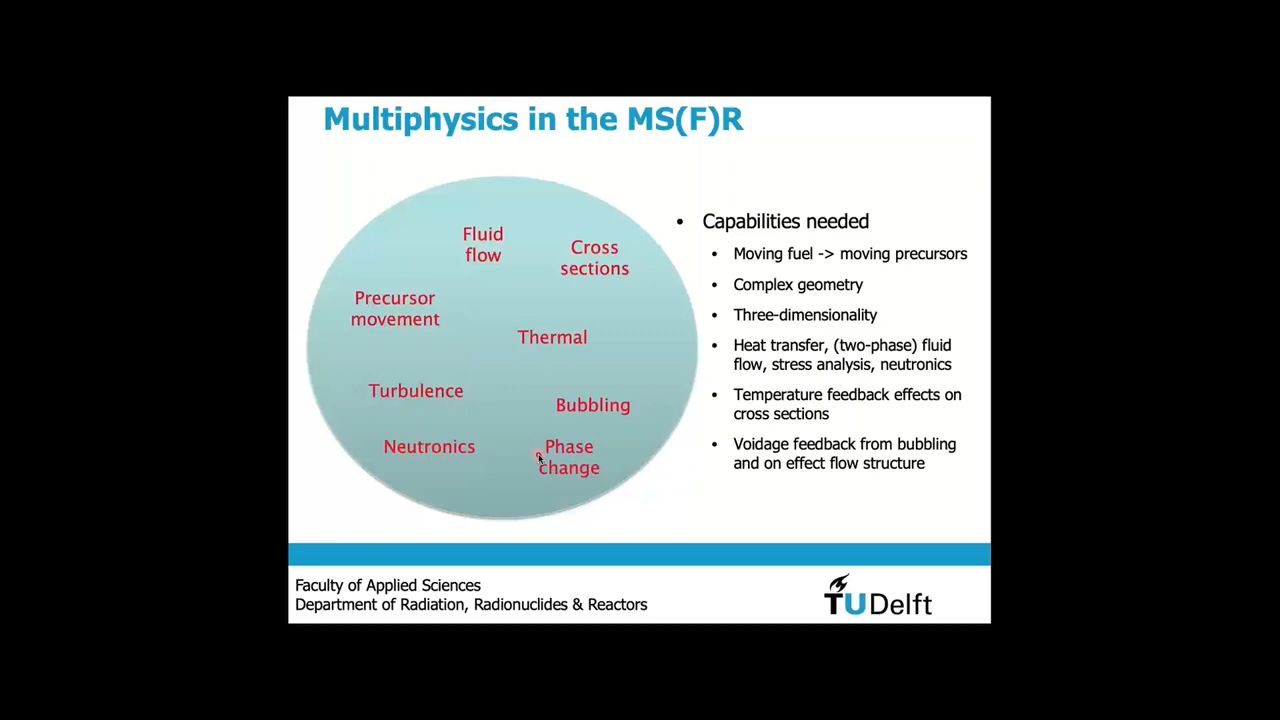 Multiphysics in the MS(F)R
Fluid
flow
Cross
sections
Precursor
movement
Thermal
Turbulence
Bubbling
Neutronics
Phase
change
• Capabilities needed
• Moving fuel -> moving precursors
• Complex geometry
• Three-dimensionality
• Heat transfer, (two-phase) fluid
flow, stress analysis, neutronics
• Temperature feedback effects on
cross sections
• Voidage feedback from bubbling
and on effect flow structure
Faculty of Applied Sciences
Department of Radiation, Radionuclides & Reactors
TUDelft